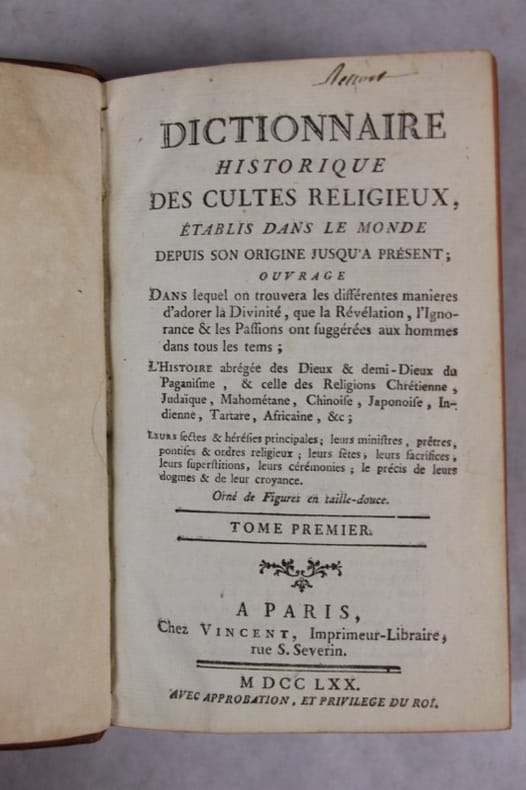 DICTIONNAIRE
HISTORIQUE
DES CULTES RELIGIEUX,
ÉTABLIS DANS LE MONDE
DEPUIS SON ORIGINE JUSQU'A PRÉSENT;
OUVRAGE
DANS lequel on trouvera les différentes manieres
d'adorer la Divinité, que la Révélation, l'Igno-
rance & les Paſſions ont ſuggérées aux hommes
dans tous les tems;
L'HISTOIRE abrégée des Dieux & demi-Dieux du
Paganiſme, & celle des Religions Chrétienne,
Judaïque, Mahométane, Chinoiſe, Japonoiſe, In-
dienne, Tartare, Africaine, &c;
LEURS ſectes & héréſies principales; leurs miniſtres, prêtres,
pontifes & ordres religieux; leurs fêtes, leurs ſacrifices,
leurs ſuperſtitions, leurs cérémonies; le précis de leurs
dogmes & de leur croyance.
Orné de Figures en taille-douce.
TOME PREMIER.
A PARIS,
Chez VINCENT, Imprimeur-Libraire,
rue S. Severin.
M DCC LXX.
AVEC APPROBATION, ET PRIVILEGE DU ROI.